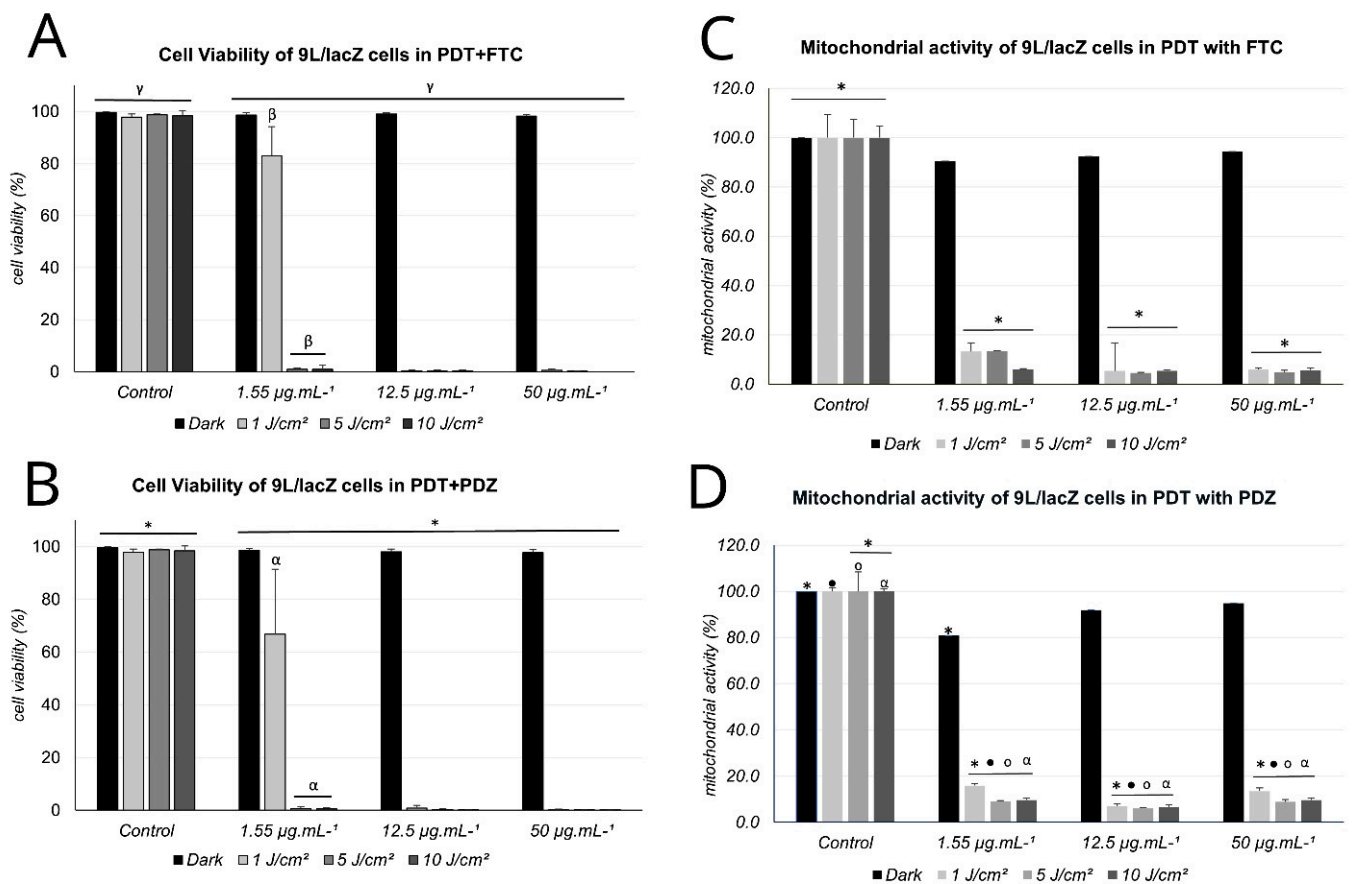 A
Cell Viability of 9L/lacZ cells in PDT+FTC
γ
γ
β
β
cell viability (%)
100
80
60
40
20
0
Control
1.55 µg.mL-¹
12.5 µg.mL-¹
50 µg.mL-¹
Dark
1 J/cm²
5 J/cm²
10 J/cm²
B
Cell Viability of 9L/lacZ cells in PDT+PDZ
*
*
α
α
cell viability (%)
100
80
60
40
20
0
Control
1.55 µg.mL-¹
12.5 µg.mL-¹
50 µg.mL-¹
Dark
1 J/cm²
5 J/cm²
10 J/cm²
C
Mitochondrial activity of 9L/lacZ cells in PDT with FTC
*
*
*
*
mitochondrial activity (%)
120.0
100.0
80.0
60.0
40.0
20.0
0.0
Control
1.55 µg.mL-¹
12.5 µg.mL-¹
50 µg.mL-¹
Dark
1 J/cm²
5 J/cm²
10 J/cm²
D
Mitochondrial activity of 9L/lacZ cells in PDT with PDZ
*
* ● o α
*
* ● o α
* ● o α
* ● o α
mitochondrial activity (%)
120.0
100.0
80.0
60.0
40.0
20.0
0.0
Control
1.55 µg.mL-¹
12.5 µg.mL-¹
50 µg.mL-¹
Dark
1 J/cm²
5 J/cm²
10 J/cm²